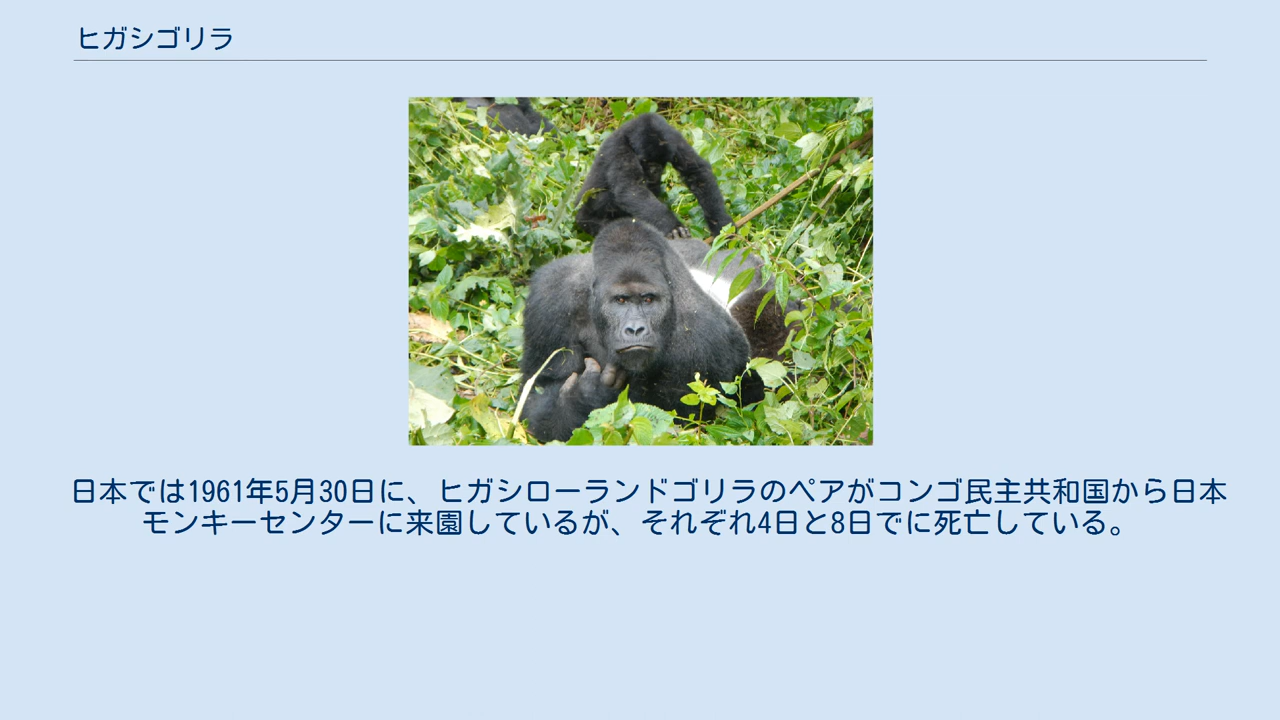 ヒガシゴリラ
日本では1961年5月30日に、ヒガシローランドゴリラのペアがコンゴ民主共和国から日本
モンキーセンターに来園しているが、それぞれ4日と8日でに死亡している。